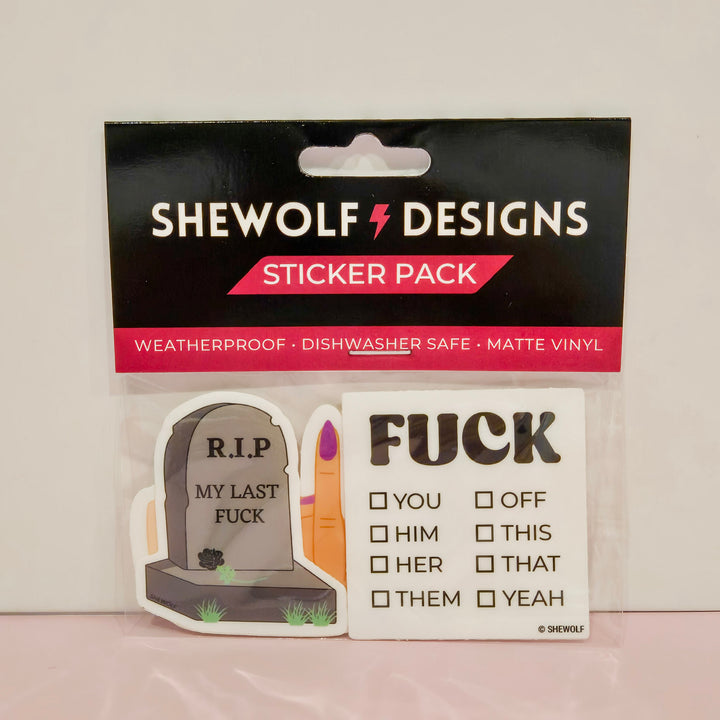 SHEWOLF DESIGNS
STICKER PACK
WEATHERPROOF · DISHWASHER SAFE · MATTE VINYL
R.I.P
MY LAST
FUCK
SHEWOLF
FUCK
YOU OFF
HIM THIS
HER THAT
THEM YEAH
© SHEWOLF